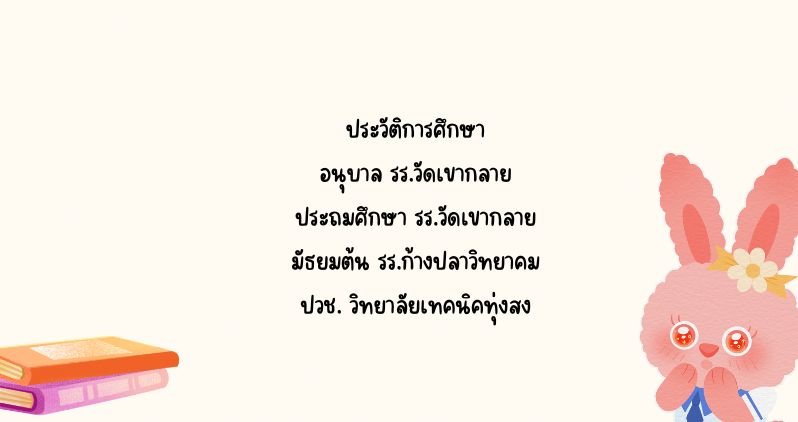 ประวัติการศึกษา
อนุบาล รร.วัดเขากลาย
ประถมศึกษา รร.วัดเขากลาย
มัธยมต้น รร.ก้างปลาวิทยาคม
ปวช. วิทยาลัยเทคนิคทุ่งสง